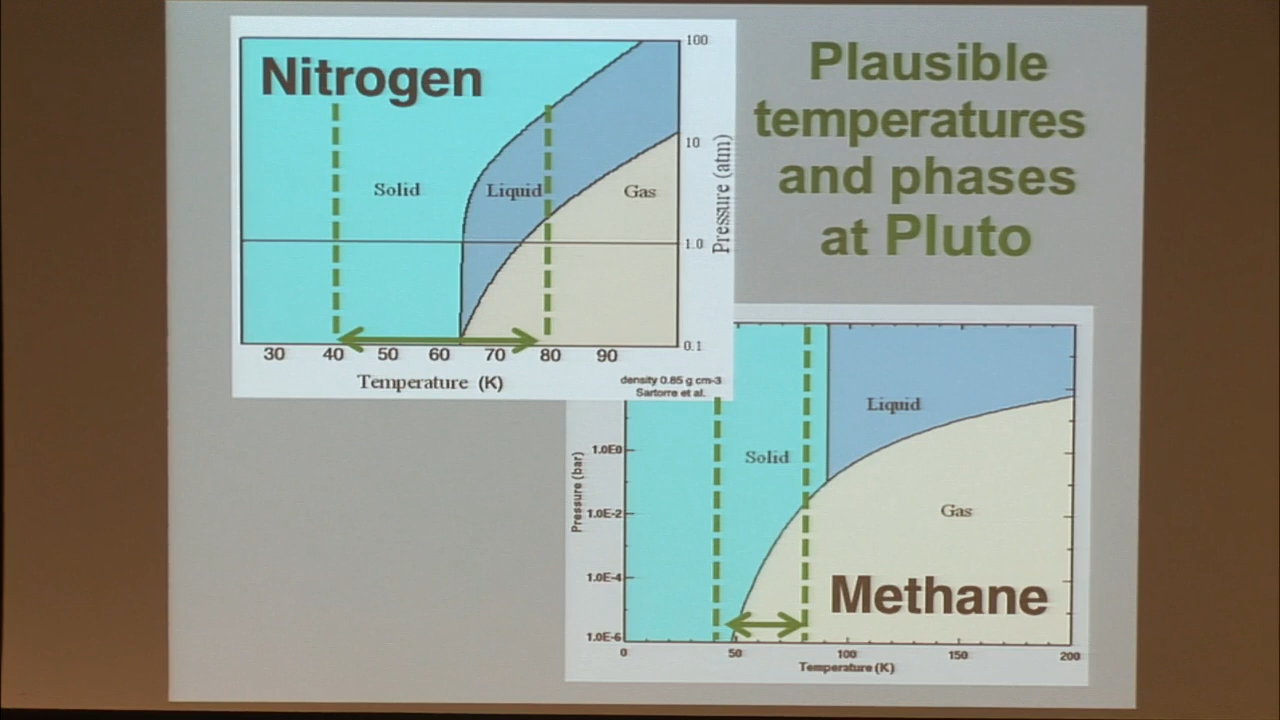 Nitrogen
Solid
Liquid
Gas
100
10
1.0
0.1
Pressure (atm)
30 40 50 60 70 80 90
Temperature (K)
density 0.85 g cm-3
Sartorre et al.
Plausible
temperatures
and phases
at Pluto
Liquid
Solid
Gas
Methane
1.0E0
1.0E-2
1.0E-4
1.0E-6
Pressure (bar)
0 50 100 150 200
Temperature (K)